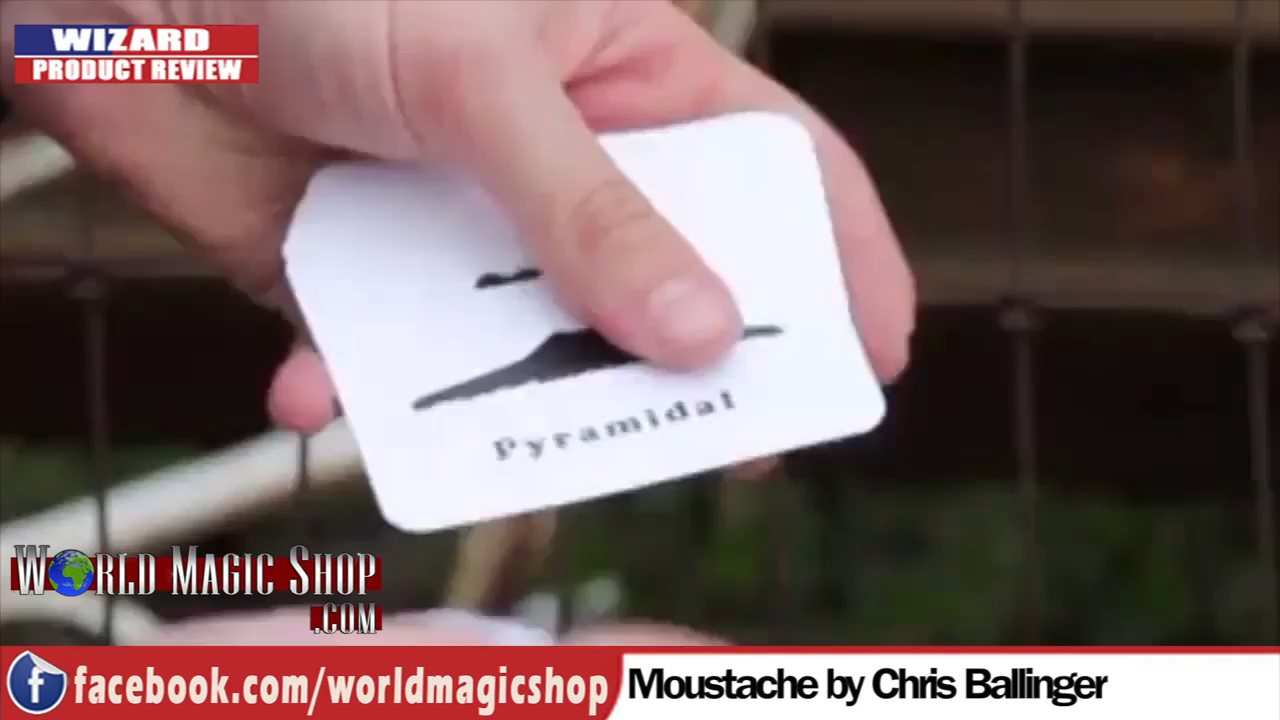 WIZARD
PRODUCT REVIEW
Pyramidal
WORLD MAGIC SHOP
.COM
f facebook.com/worldmagicshop
Moustache by Chris Ballinger